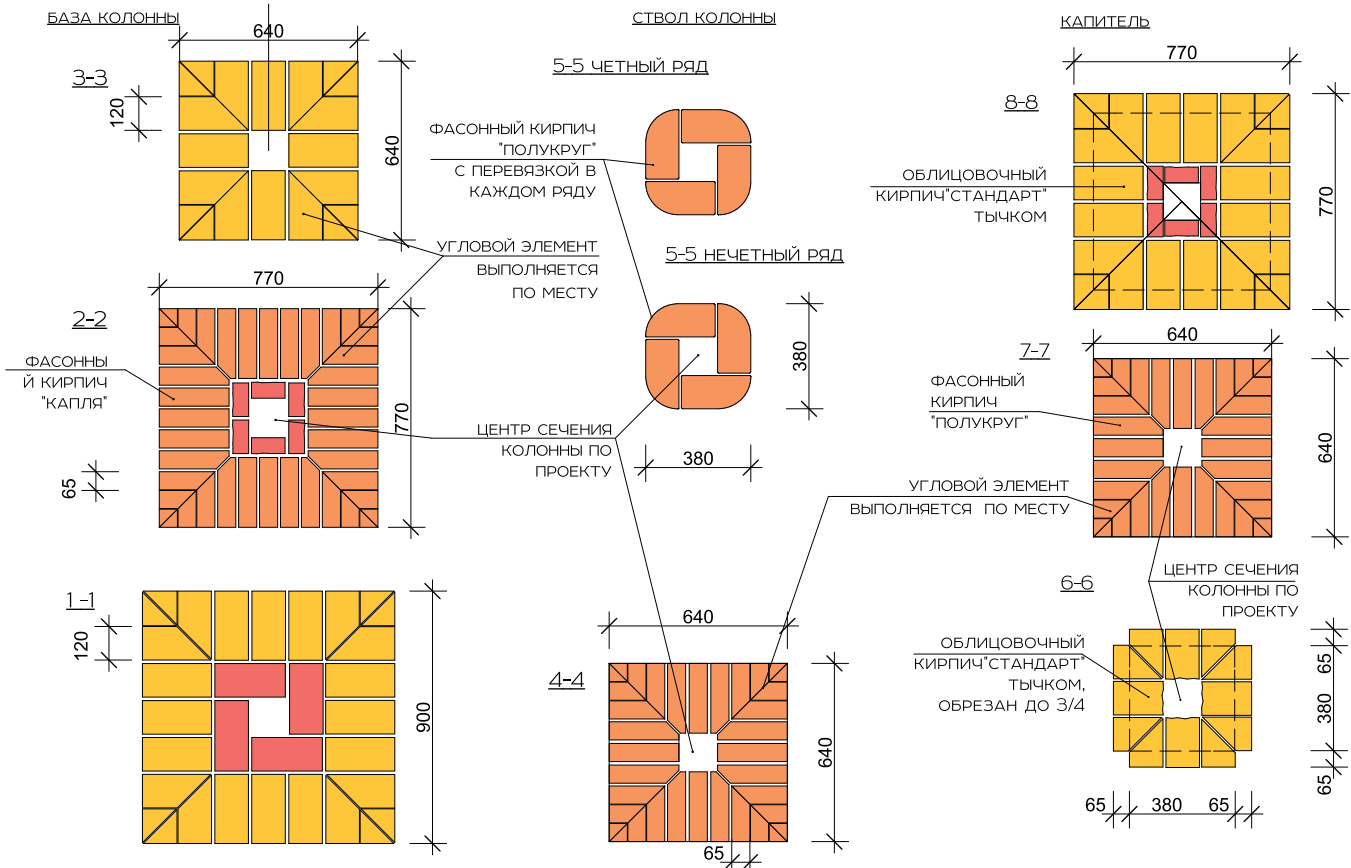 БАЗА КОЛОННЫ
640
3-3
120
640
УГЛОВОЙ ЭЛЕМЕНТ
ВЫПОЛНЯЕТСЯ
ПО МЕСТУ
770
2-2
ФАСОННЫ
Й КИРПИЧ
"КАПЛЯ"
770
65
1-1
120
900
СТВОЛ КОЛОННЫ
5-5 ЧЕТНЫЙ РЯД
ФАСОННЫЙ КИРПИЧ
"ПОЛУКРУГ"
С ПЕРЕВЯЗКОЙ В
КАЖДОМ РЯДУ
5-5 НЕЧЕТНЫЙ РЯД
380
380
ЦЕНТР СЕЧЕНИЯ
КОЛОННЫ ПО
ПРОЕКТУ
640
4-4
640
65
КАПИТЕЛЬ
770
8-8
ОБЛИЦОВОЧНЫЙ
КИРПИЧ"СТАНДАРТ"
ТЫЧКОМ
770
640
7-7
ФАСОННЫЙ
КИРПИЧ
"ПОЛУКРУГ"
640
УГЛОВОЙ ЭЛЕМЕНТ
ВЫПОЛНЯЕТСЯ ПО МЕСТУ
ЦЕНТР СЕЧЕНИЯ
КОЛОННЫ ПО
ПРОЕКТУ
6-6
ОБЛИЦОВОЧНЫЙ
КИРПИЧ"СТАНДАРТ"
ТЫЧКОМ,
ОБРЕЗАН ДО 3/4
65
380
65
65
380
65